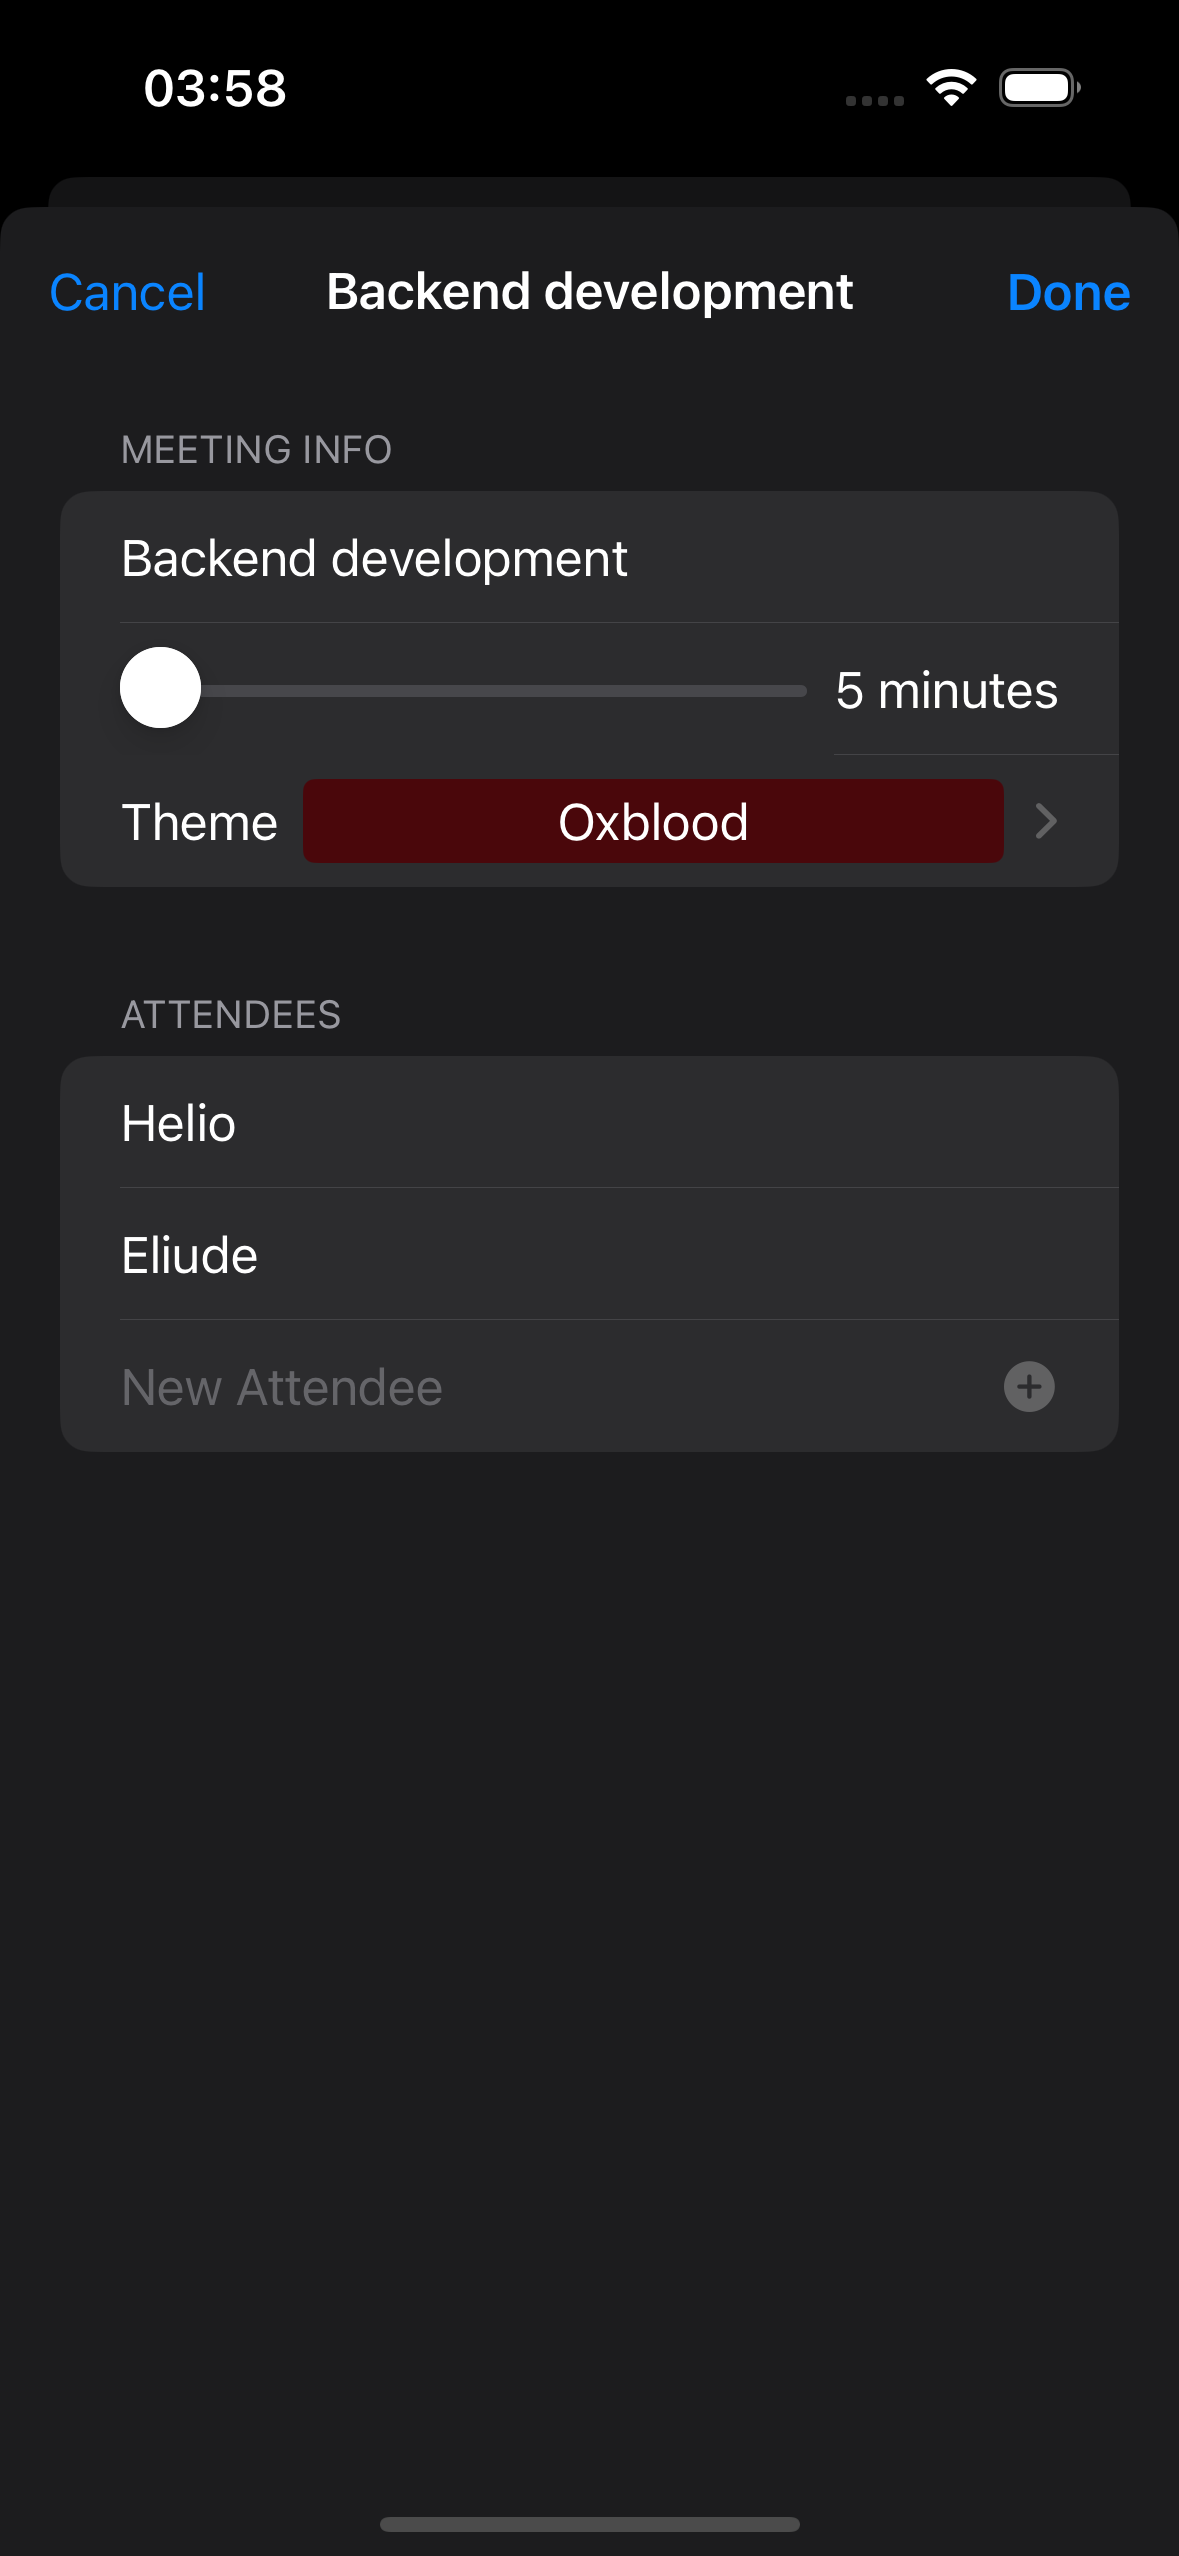 03:58
Cancel Backend development Done
MEETING INFO
Backend development
5 minutes
Theme Oxblood
ATTENDEES
Helio
Eliude
New Attendee